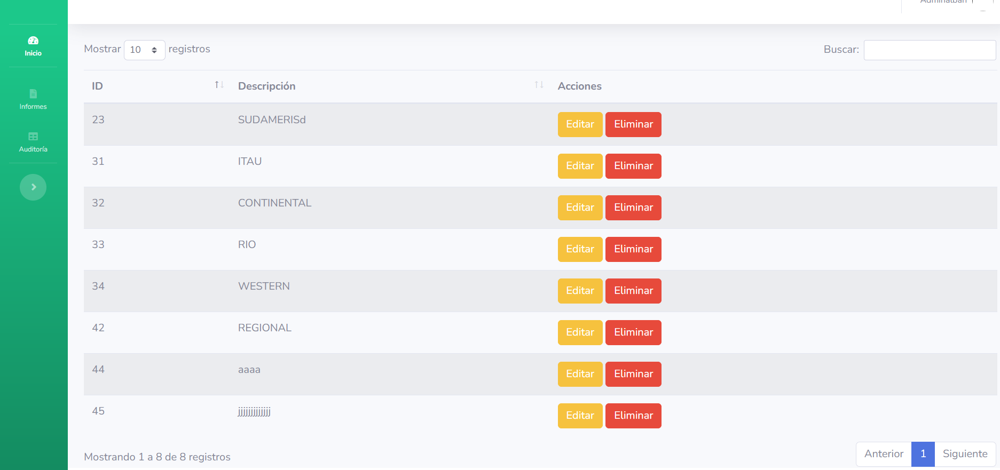 Adminalban
Inicio
Informes
Auditoría
Mostrar 10 registros
Buscar:
ID Descripción Acciones
23 SUDAMERISd Editar Eliminar
31 ITAU Editar Eliminar
32 CONTINENTAL Editar Eliminar
33 RIO Editar Eliminar
34 WESTERN Editar Eliminar
42 REGIONAL Editar Eliminar
44 aaaa Editar Eliminar
45 jjjjjjjjjjjjj Editar Eliminar
Mostrando 1 a 8 de 8 registros
Anterior 1 Siguiente